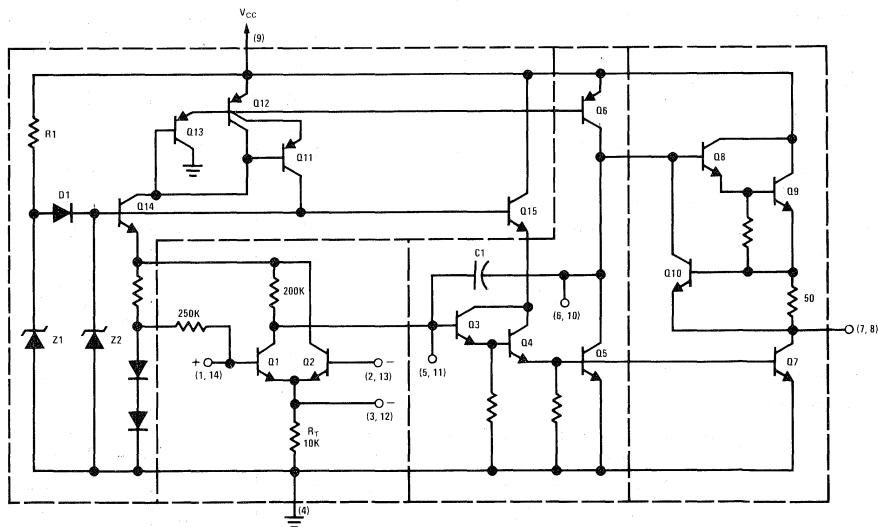 VCC
(9)
Q12
Q6
Q13
R1
Q11
Q8
Q9
D1
Q14
Q15
C1
Q10
200K
(6, 10)
50
250K
Q3
(7, 8)
Z1
Z2
+
(1, 14)
Q1
Q2
−
(2, 13)
(5, 11)
Q4
Q5
Q7
−
(3, 12)
RT
10K
(4)